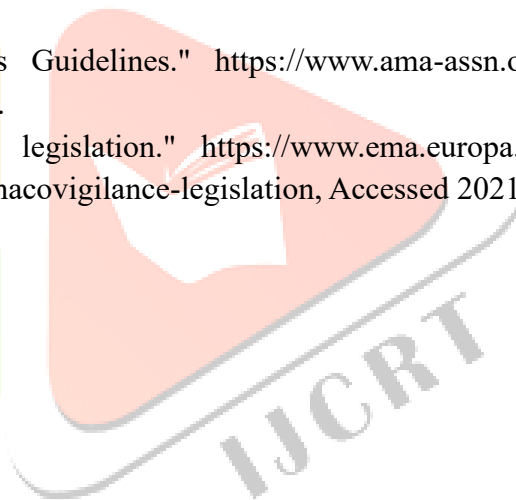 s Guidelines." https://www.ama-assn.o
.
legislation." https://www.ema.europa.
nacovigilance-legislation, Accessed 2021
IJCRT